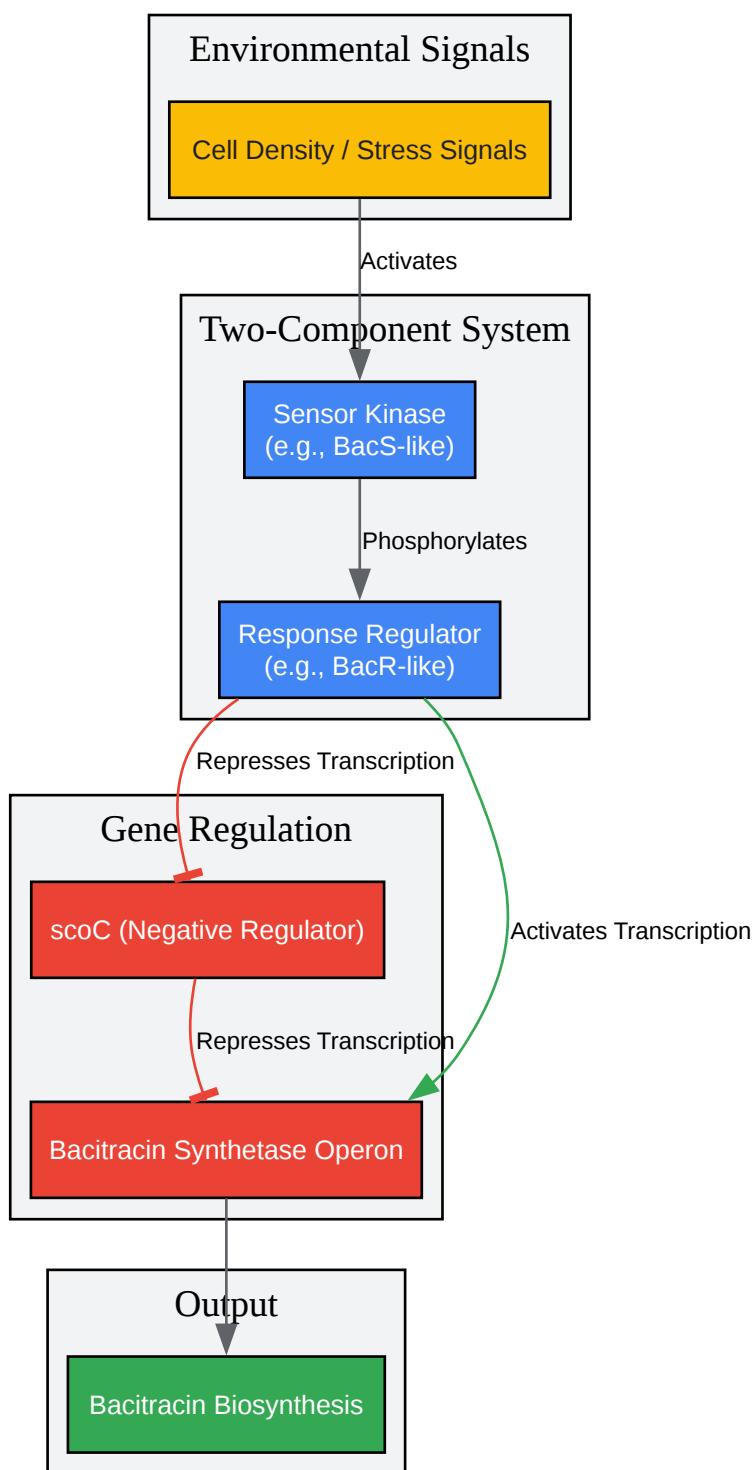 Environmental Signals
Cell Density / Stress Signals
Activates
Two-Component System
Sensor Kinase
(e.g., BacS-like)
Phosphorylates
Response Regulator
(e.g., BacR-like)
Represses Transcription
Gene Regulation
scoC (Negative Regulator)
Activates Transcription
Represses Transcription
Bacitracin Synthetase Operon
Output
Bacitracin Biosynthesis